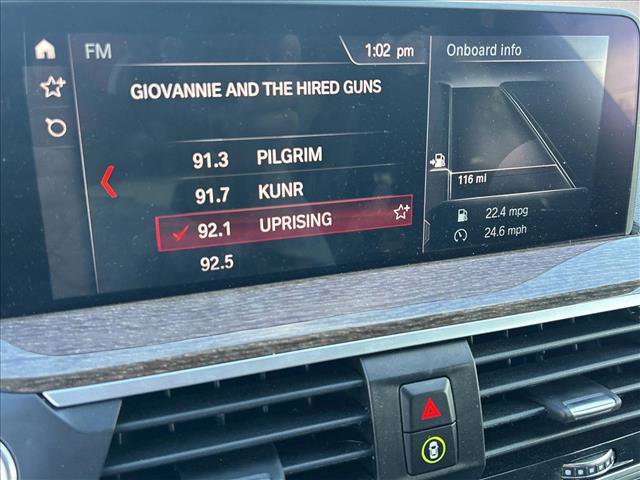 FM
1:02 pm
Onboard info
GIOVANNIE AND THE HIRED GUNS
91.3 PILGRIM
91.7 KUNR
92.1 UPRISING
92.5
116 mi
22.4 mpg
24.6 mph